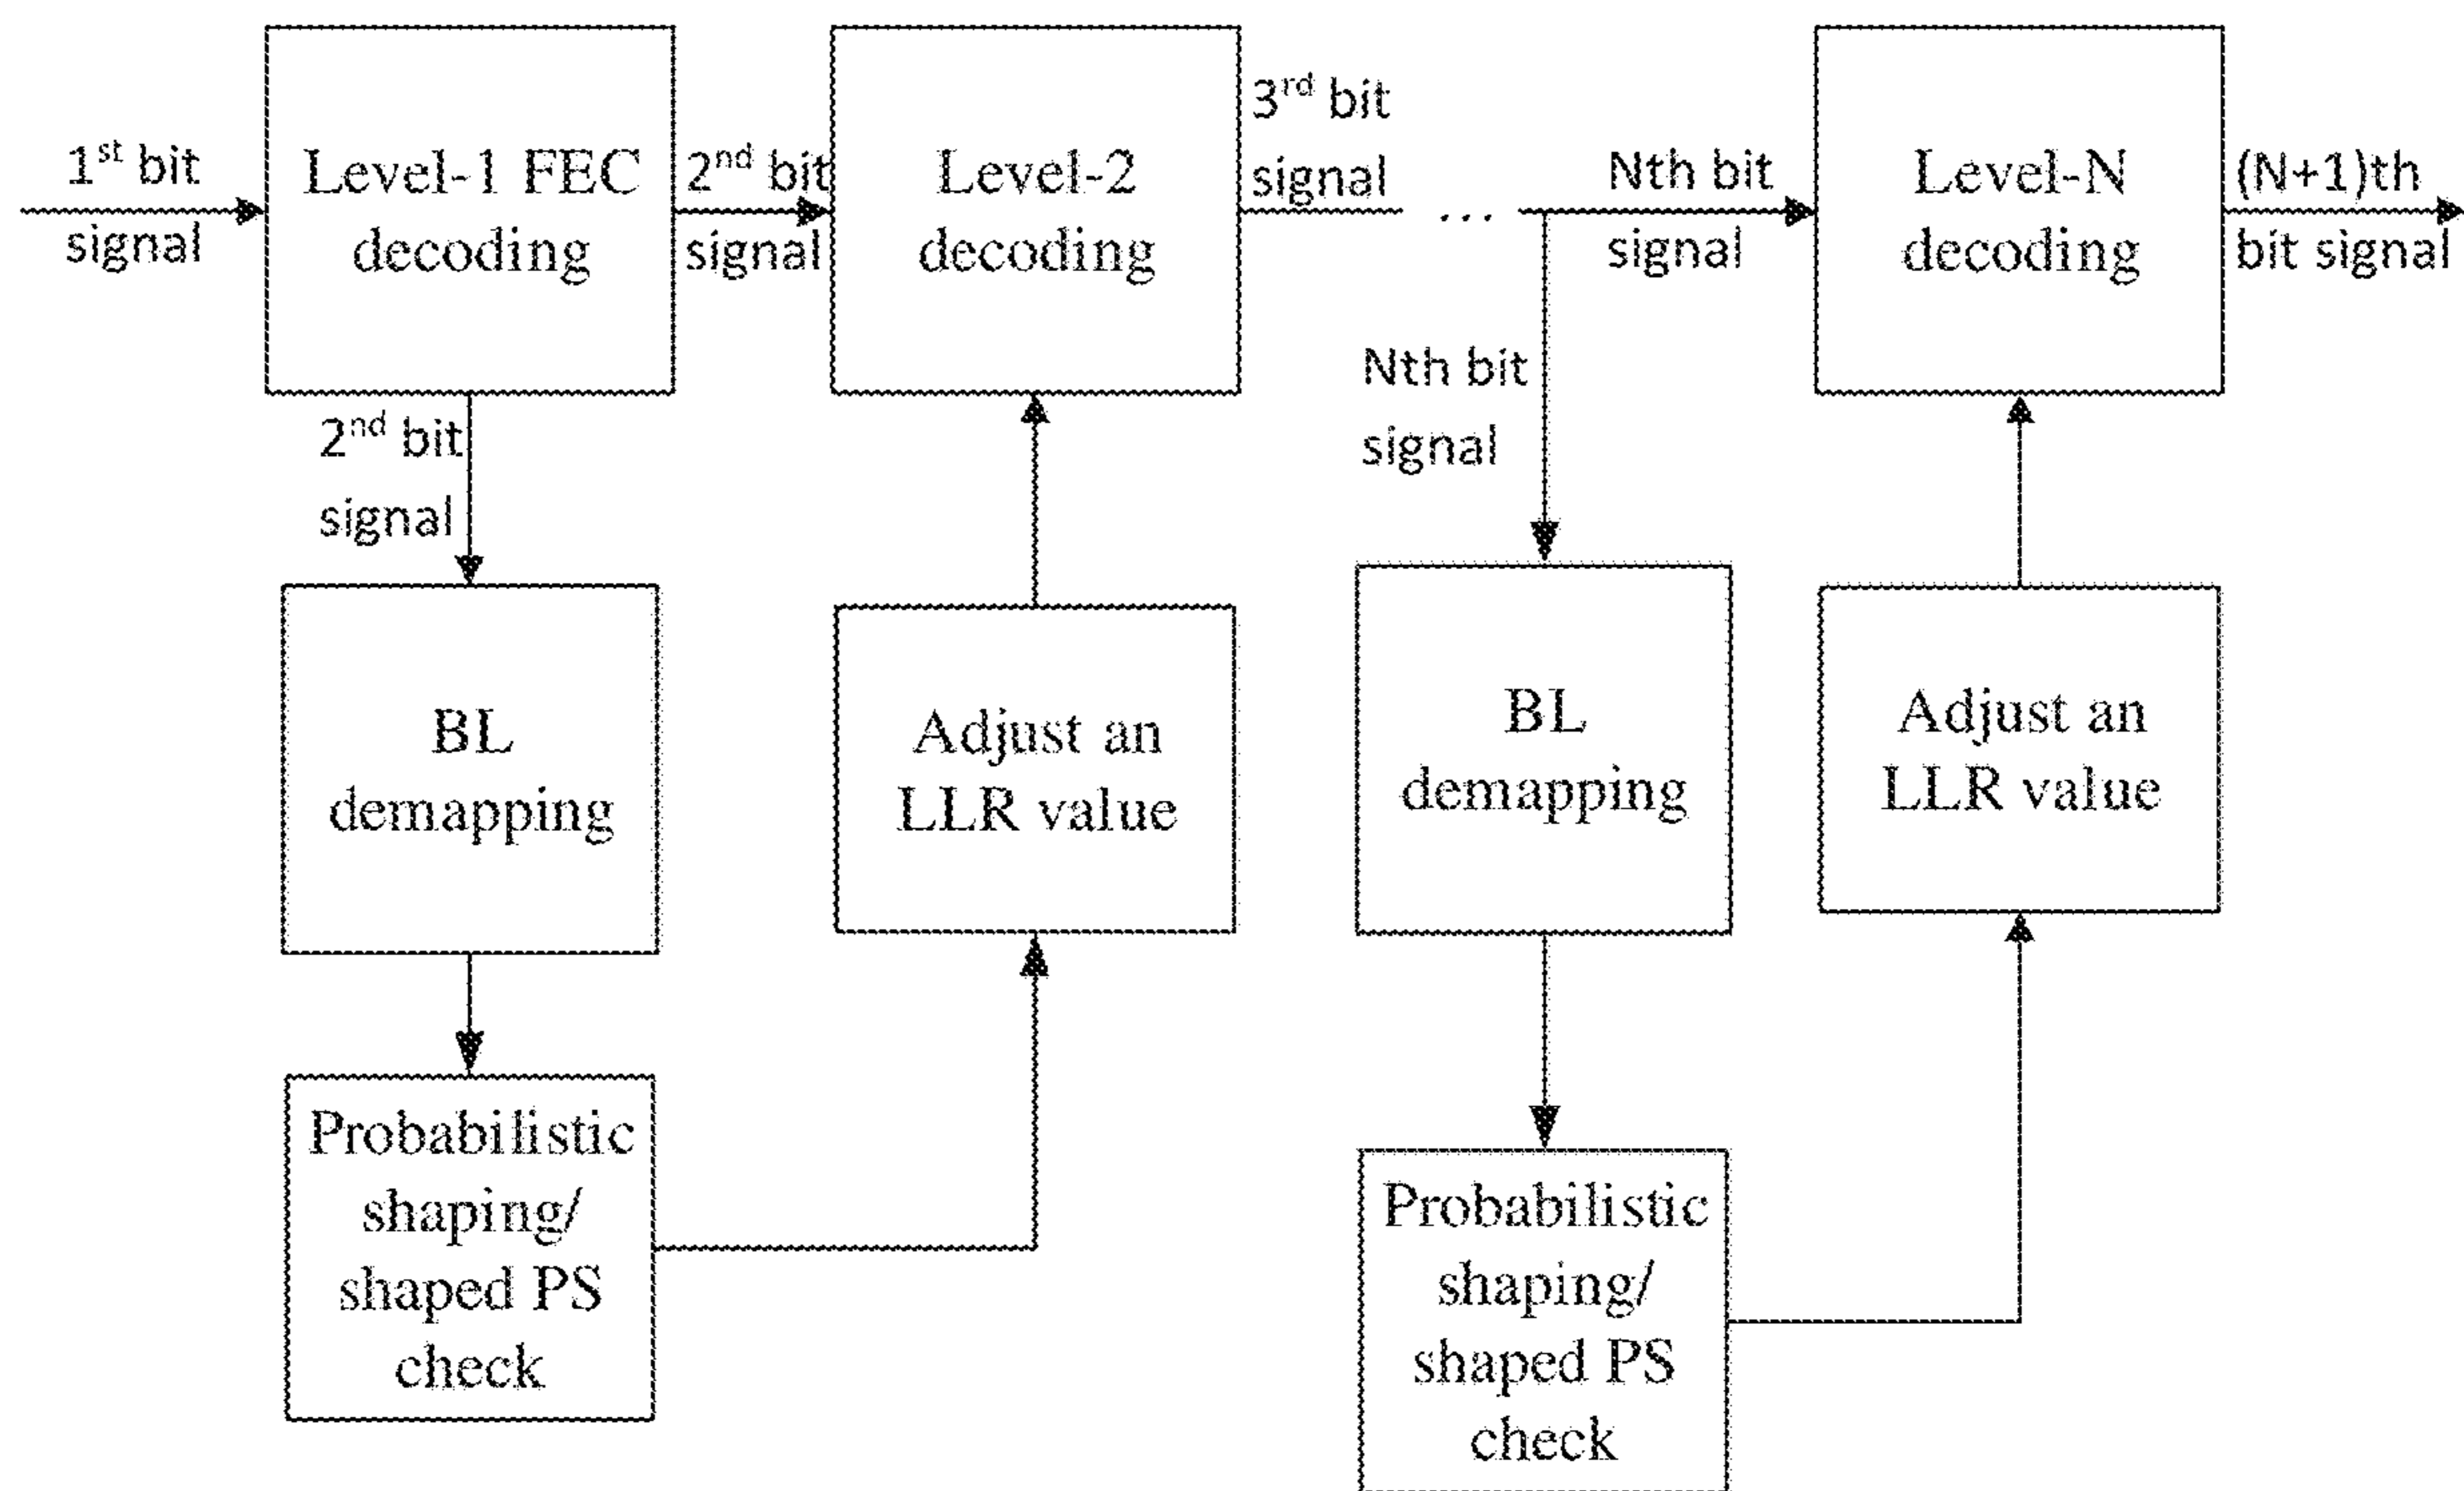 1st bit
signal
Level-1 FEC
decoding
2nd bit
signal
Level-2
decoding
3rd bit
signal
...
Nth bit
signal
Level-N
decoding
(N+1)th
bit signal
2nd bit
signal
Nth bit
signal
BL
demapping
Adjust an
LLR value
BL
demapping
Adjust an
LLR value
Probabilistic
shaping/
shaped PS
check
Probabilistic
shaping/
shaped PS
check